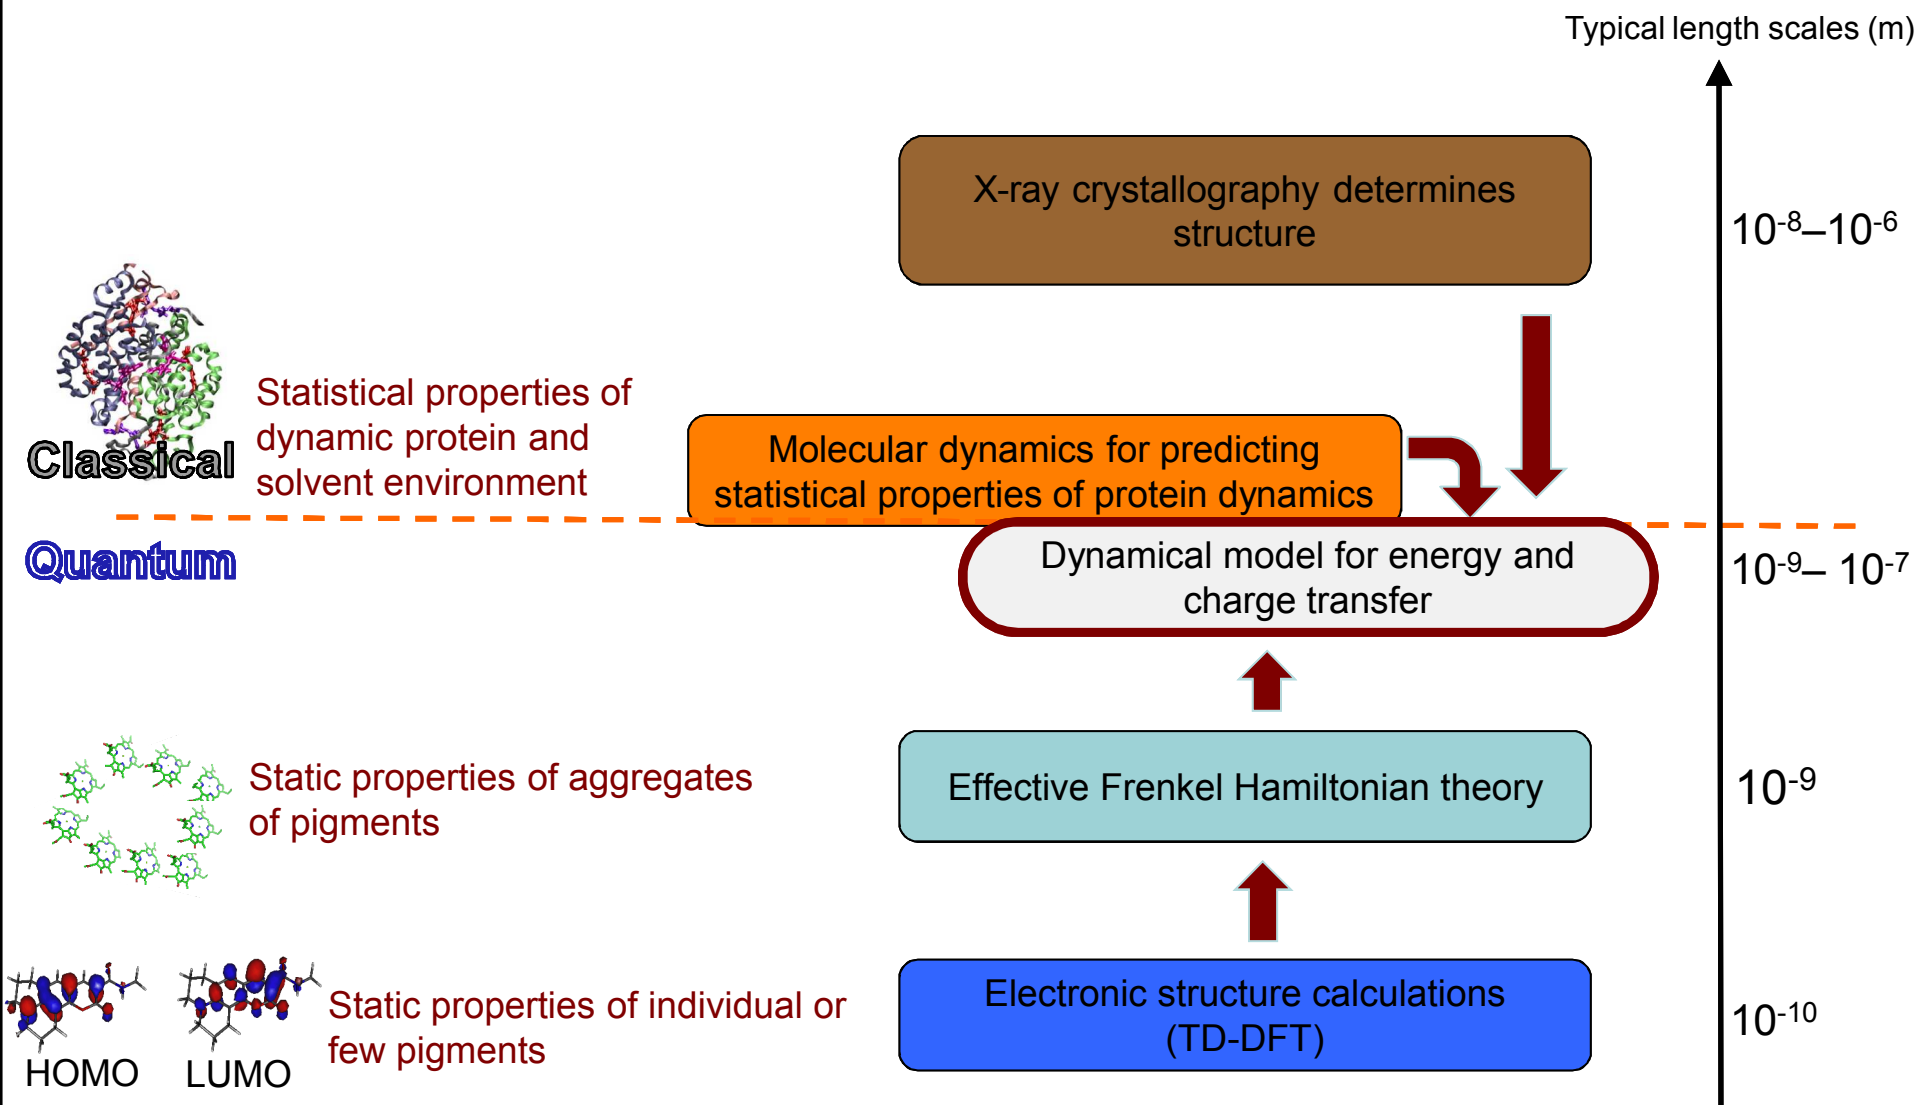 Typical length scales (m)
X-ray crystallography determines
structure
10⁻⁸–10⁻⁶
Statistical properties of
dynamic protein and
solvent environment
Classical
Molecular dynamics for predicting
statistical properties of protein dynamics
Quantum
Dynamical model for energy and
charge transfer
10⁻⁹– 10⁻⁷
Static properties of aggregates
of pigments
Effective Frenkel Hamiltonian theory
10⁻⁹
Static properties of individual or
few pigments
HOMO
LUMO
Electronic structure calculations
(TD-DFT)
10⁻¹⁰